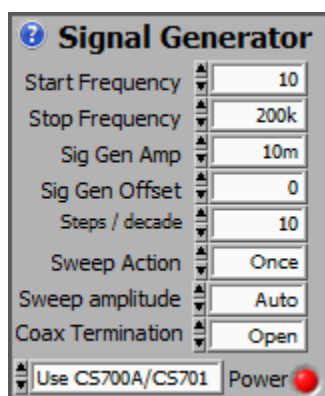 ? Signal Generator
Start Frequency 10
Stop Frequency 200k
Sig Gen Amp 10m
Sig Gen Offset 0
Steps / decade 10
Sweep Action Once
Sweep amplitude Auto
Coax Termination Open
Use CS700A/CS701 Power